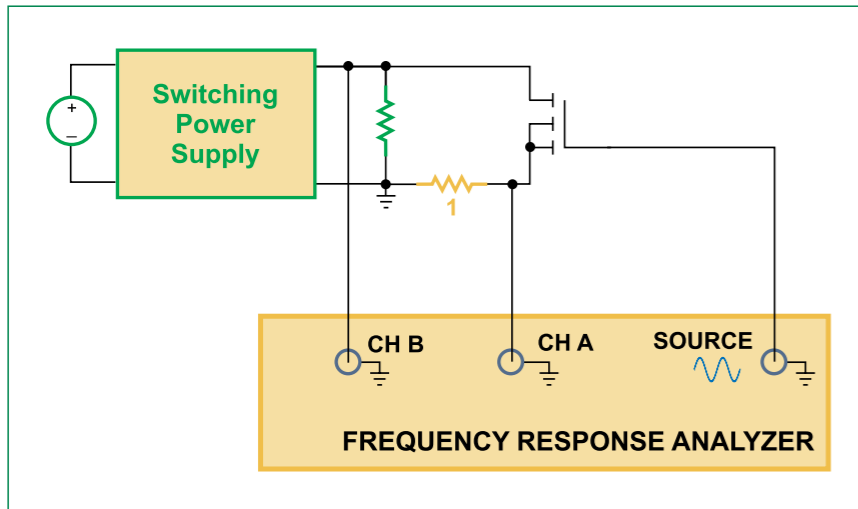 Switching
Power
Supply
+
–
1
CH B
CH A
SOURCE
FREQUENCY RESPONSE ANALYZER